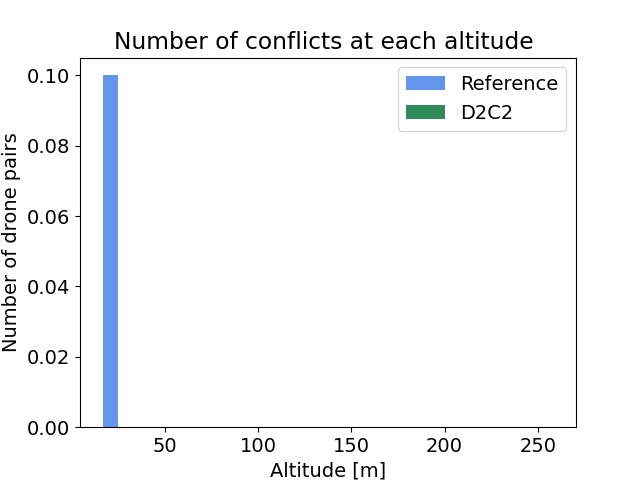 Number of conflicts at each altitude
Number of drone pairs
0.10
0.08
0.06
0.04
0.02
0.00
Reference
D2C2
50
100
150
200
250
Altitude [m]